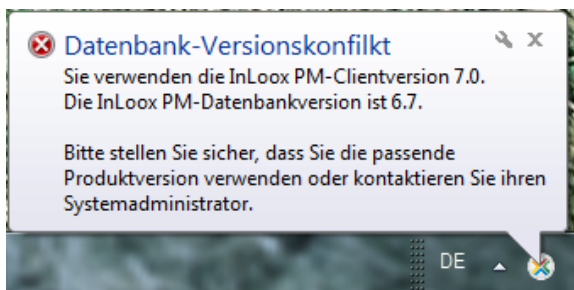 Datenbank-Versionskonfilkt
Sie verwenden die InLoox PM-Clientversion 7.0.
Die InLoox PM-Datenbankversion ist 6.7.
Bitte stellen Sie sicher, dass Sie die passende
Produktversion verwenden oder kontaktieren Sie ihren
Systemadministrator.
DE